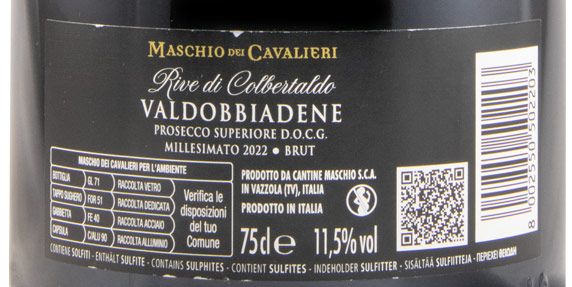 MASCHIO DEI CAVALIERI
Rive di Colbertaldo
VALDOBBIADENE
PROSECCO SUPERIORE D.O.C.G.
MILLESIMATO 2022 • BRUT
MASCHIO DEI CAVALIERI PER L'AMBIENTE
BOTTIGLIA GL 71 RACCOLTA VETRO
TAPPO SUGHERO FOR 51 RACCOLTA DEDICATA
GABBIETTA FE 40 RACCOLTA ACCIAIO
CAPSULA C/ALU 90 RACCOLTA ALLUMINIO
Verifica le
disposizioni
del tuo
Comune
PRODOTTO DA CANTINE MASCHIO S.C.A.
IN VAZZOLA (TV), ITALIA
PRODOTTO IN ITALIA
75cl e 11,5% vol
CONTIENE SOLFITI - ENTHÄLT SULFITE - CONTAINS SULPHITES - CONTIENT SULFITES - INDEHOLDER SULFITTER - SISÄLTÄÄ SULFIITTEJA - ΠΕΡΙΕΧΕΙ ΘΕΙΩΔΗ
8 002550 502203